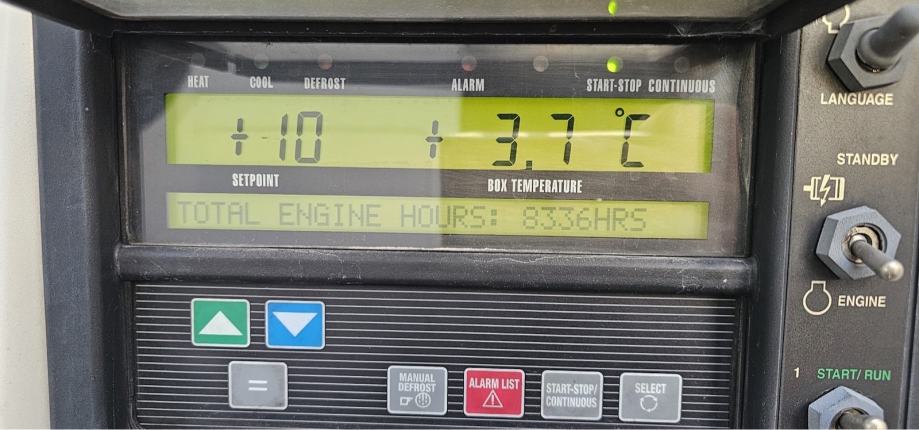 HEAT COOL DEFROST ALARM START-STOP CONTINUOUS
+10 +3.7 °C
SETPOINT BOX TEMPERATURE
TOTAL ENGINE HOURS: 8336HRS
LANGUAGE
STANDBY
ENGINE
1 START/RUN
=
MANUAL
DEFROST
ALARM LIST
START-STOP/
CONTINUOUS
SELECT